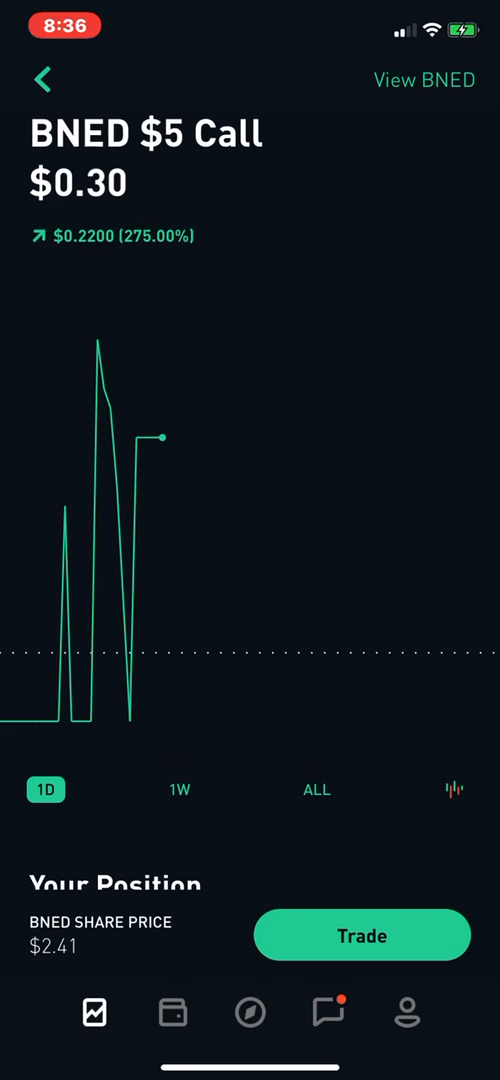 8:36
View BNED
BNED $5 Call
$0.30
$0.2200 (275.00%)
1D
1W
ALL
Your Position
BNED SHARE PRICE
$2.41
Trade